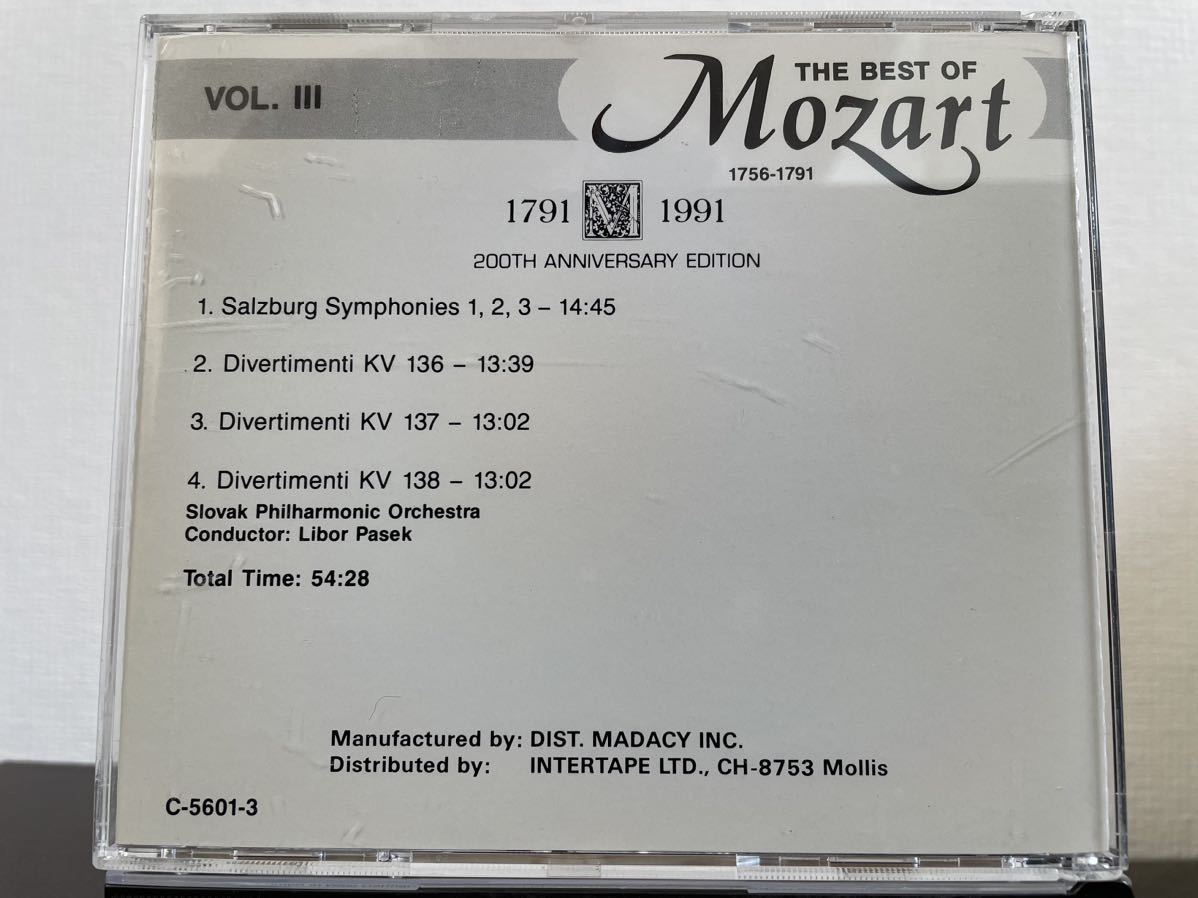 VOL. III
THE BEST OF
Mozart
1756-1791
1791 M 1991
200TH ANNIVERSARY EDITION
1. Salzburg Symphonies 1, 2, 3 – 14:45
2. Divertimenti KV 136 – 13:39
3. Divertimenti KV 137 – 13:02
4. Divertimenti KV 138 – 13:02
Slovak Philharmonic Orchestra
Conductor: Libor Pasek
Total Time: 54:28
Manufactured by: DIST. MADACY INC.
Distributed by: INTERTAPE LTD., CH-8753 Mollis
C-5601-3